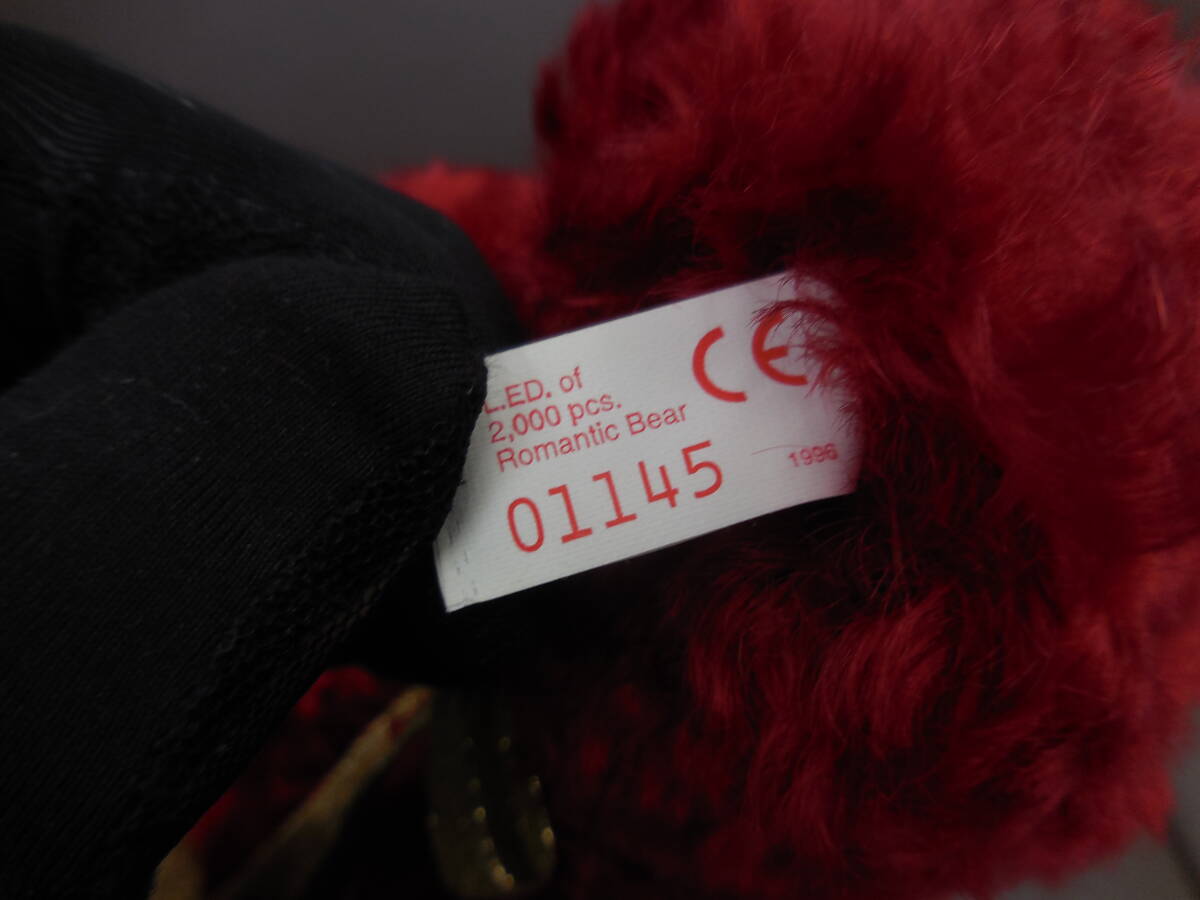 L.ED. of
2,000 pcs.
Romantic Bear
01145
CE
1996